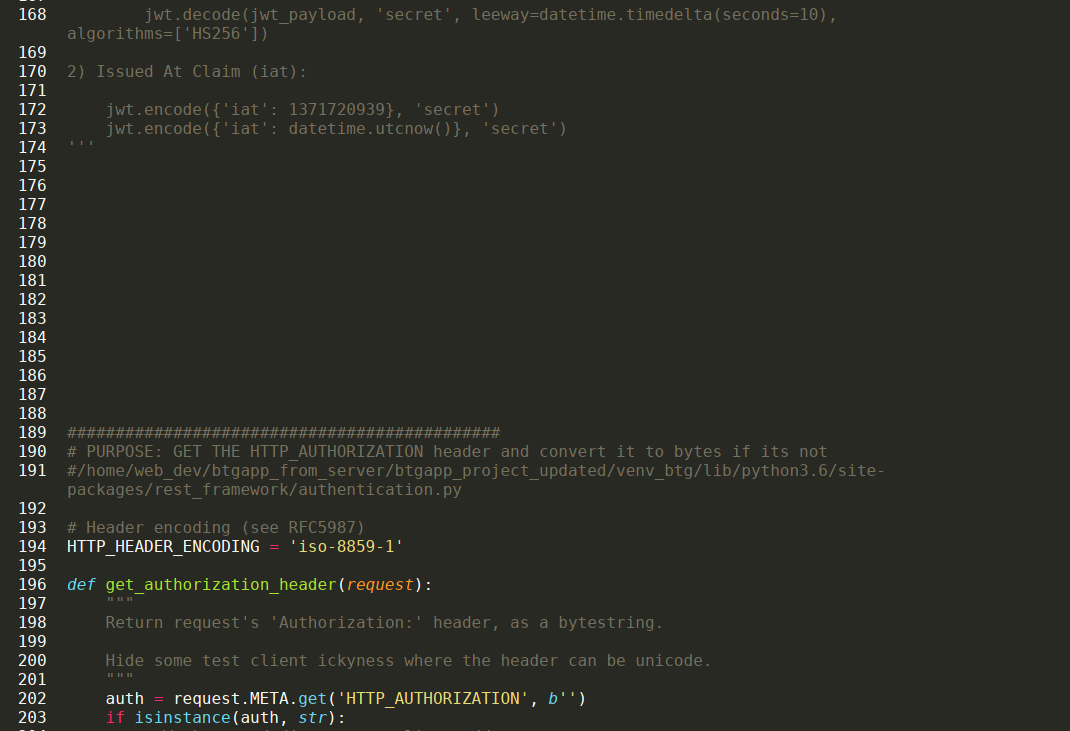 168 jwt.decode(jwt_payload, 'secret', leeway=datetime.timedelta(seconds=10),
algorithms=['HS256'])
169
170 2) Issued At Claim (iat):
171
172 jwt.encode({'iat': 1371720939}, 'secret')
173 jwt.encode({'iat': datetime.utcnow()}, 'secret')
174 '''
175
176
177
178
179
180
181
182
183
184
185
186
187
188
189 #############################################
190 # PURPOSE: GET THE HTTP_AUTHORIZATION header and convert it to bytes if its not
191 #/home/web_dev/btgapp_from_server/btgapp_project_updated/venv_btg/lib/python3.6/site-
packages/rest_framework/authentication.py
192
193 # Header encoding (see RFC5987)
194 HTTP_HEADER_ENCODING = 'iso-8859-1'
195
196 def get_authorization_header(request):
197 """
198 Return request's 'Authorization:' header, as a bytestring.
199
200 Hide some test client ickyness where the header can be unicode.
201 """
202 auth = request.META.get('HTTP_AUTHORIZATION', b'')
203 if isinstance(auth, str):